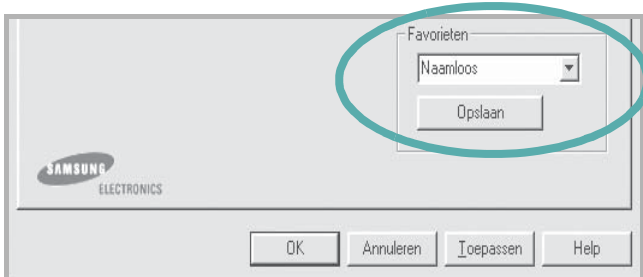 Favorieten
Naamloos
Opslaan
SAMSUNG
ELECTRONICS
OK Annuleren Toepassen Help